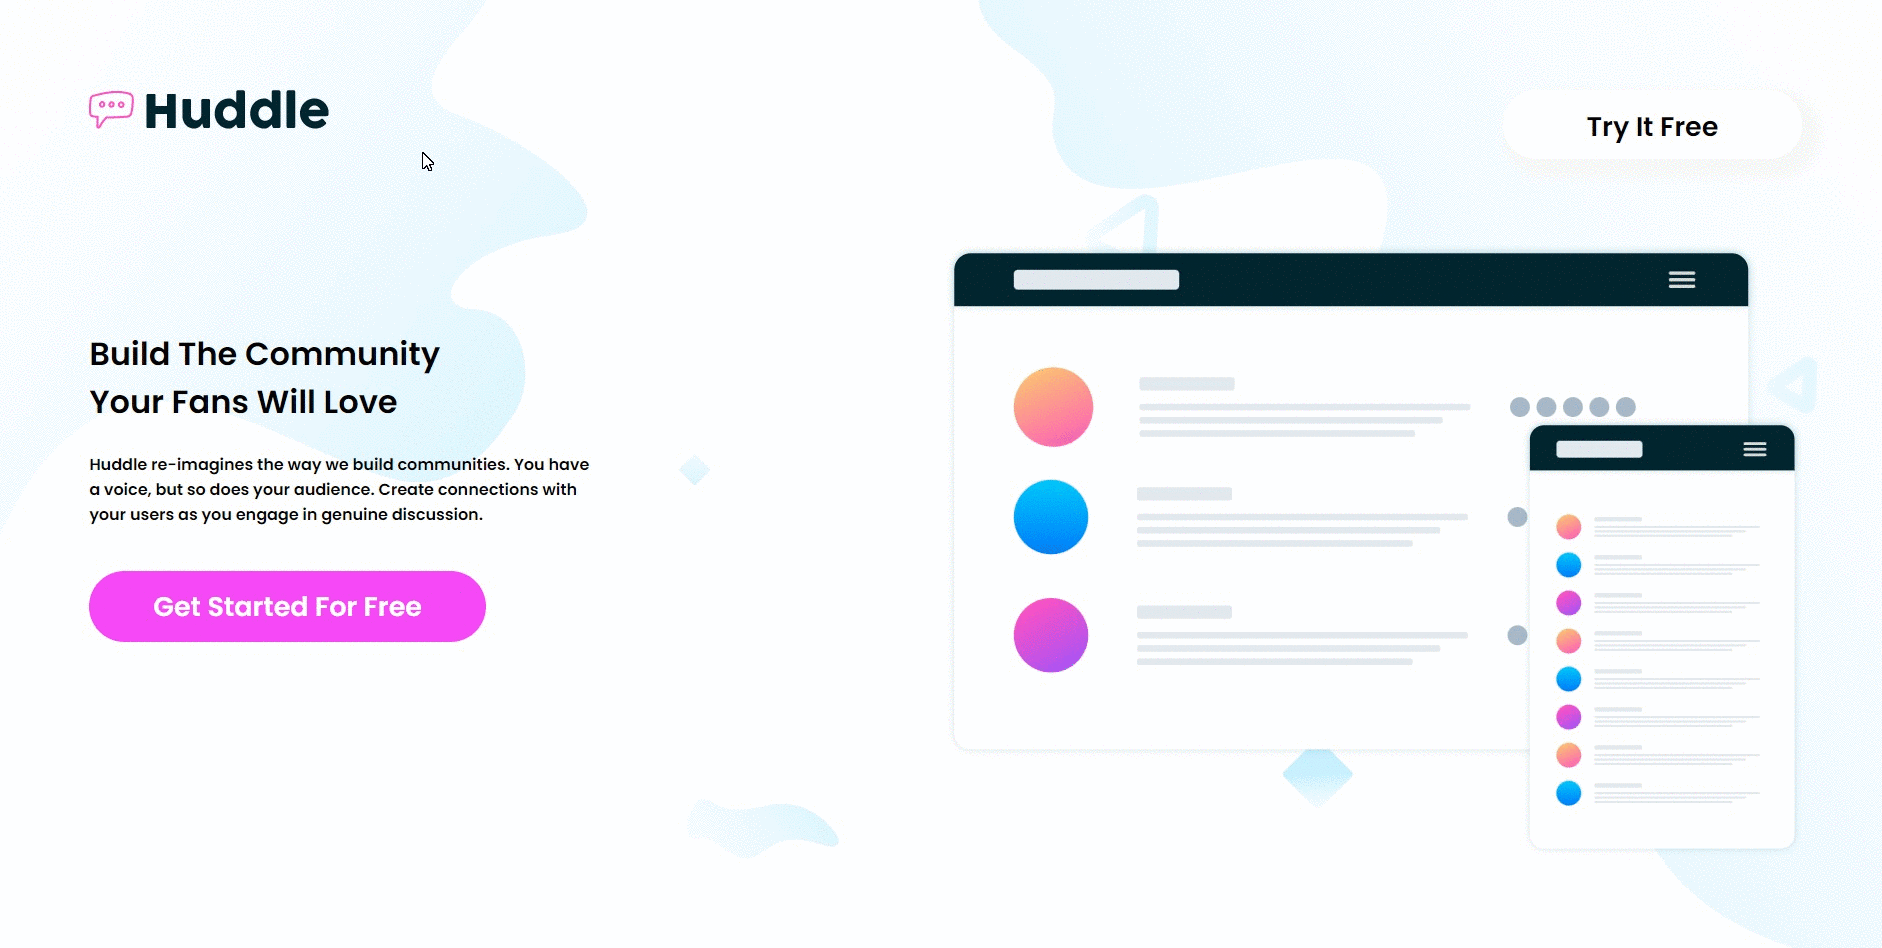 Huddle
Try It Free
Build The Community
Your Fans Will Love
Huddle re-imagines the way we build communities. You have
a voice, but so does your audience. Create connections with
your users as you engage in genuine discussion.
Get Started For Free